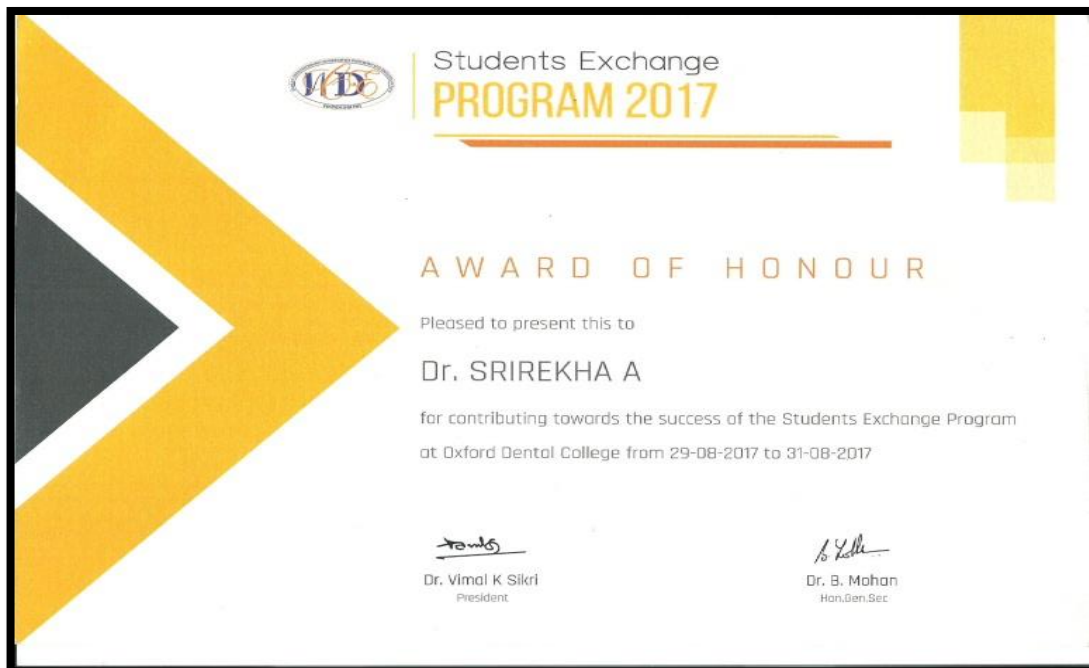 Students Exchange
PROGRAM 2017
AWARD OF HONOUR
Pleased to present this to
Dr. SRIREKHA A
for contributing towards the success of the Students Exchange Program
at Oxford Dental College from 29-08-2017 to 31-08-2017
Dr. Vimal K Sikri
President
Dr. B. Mohan
Hon.Gen.Sec